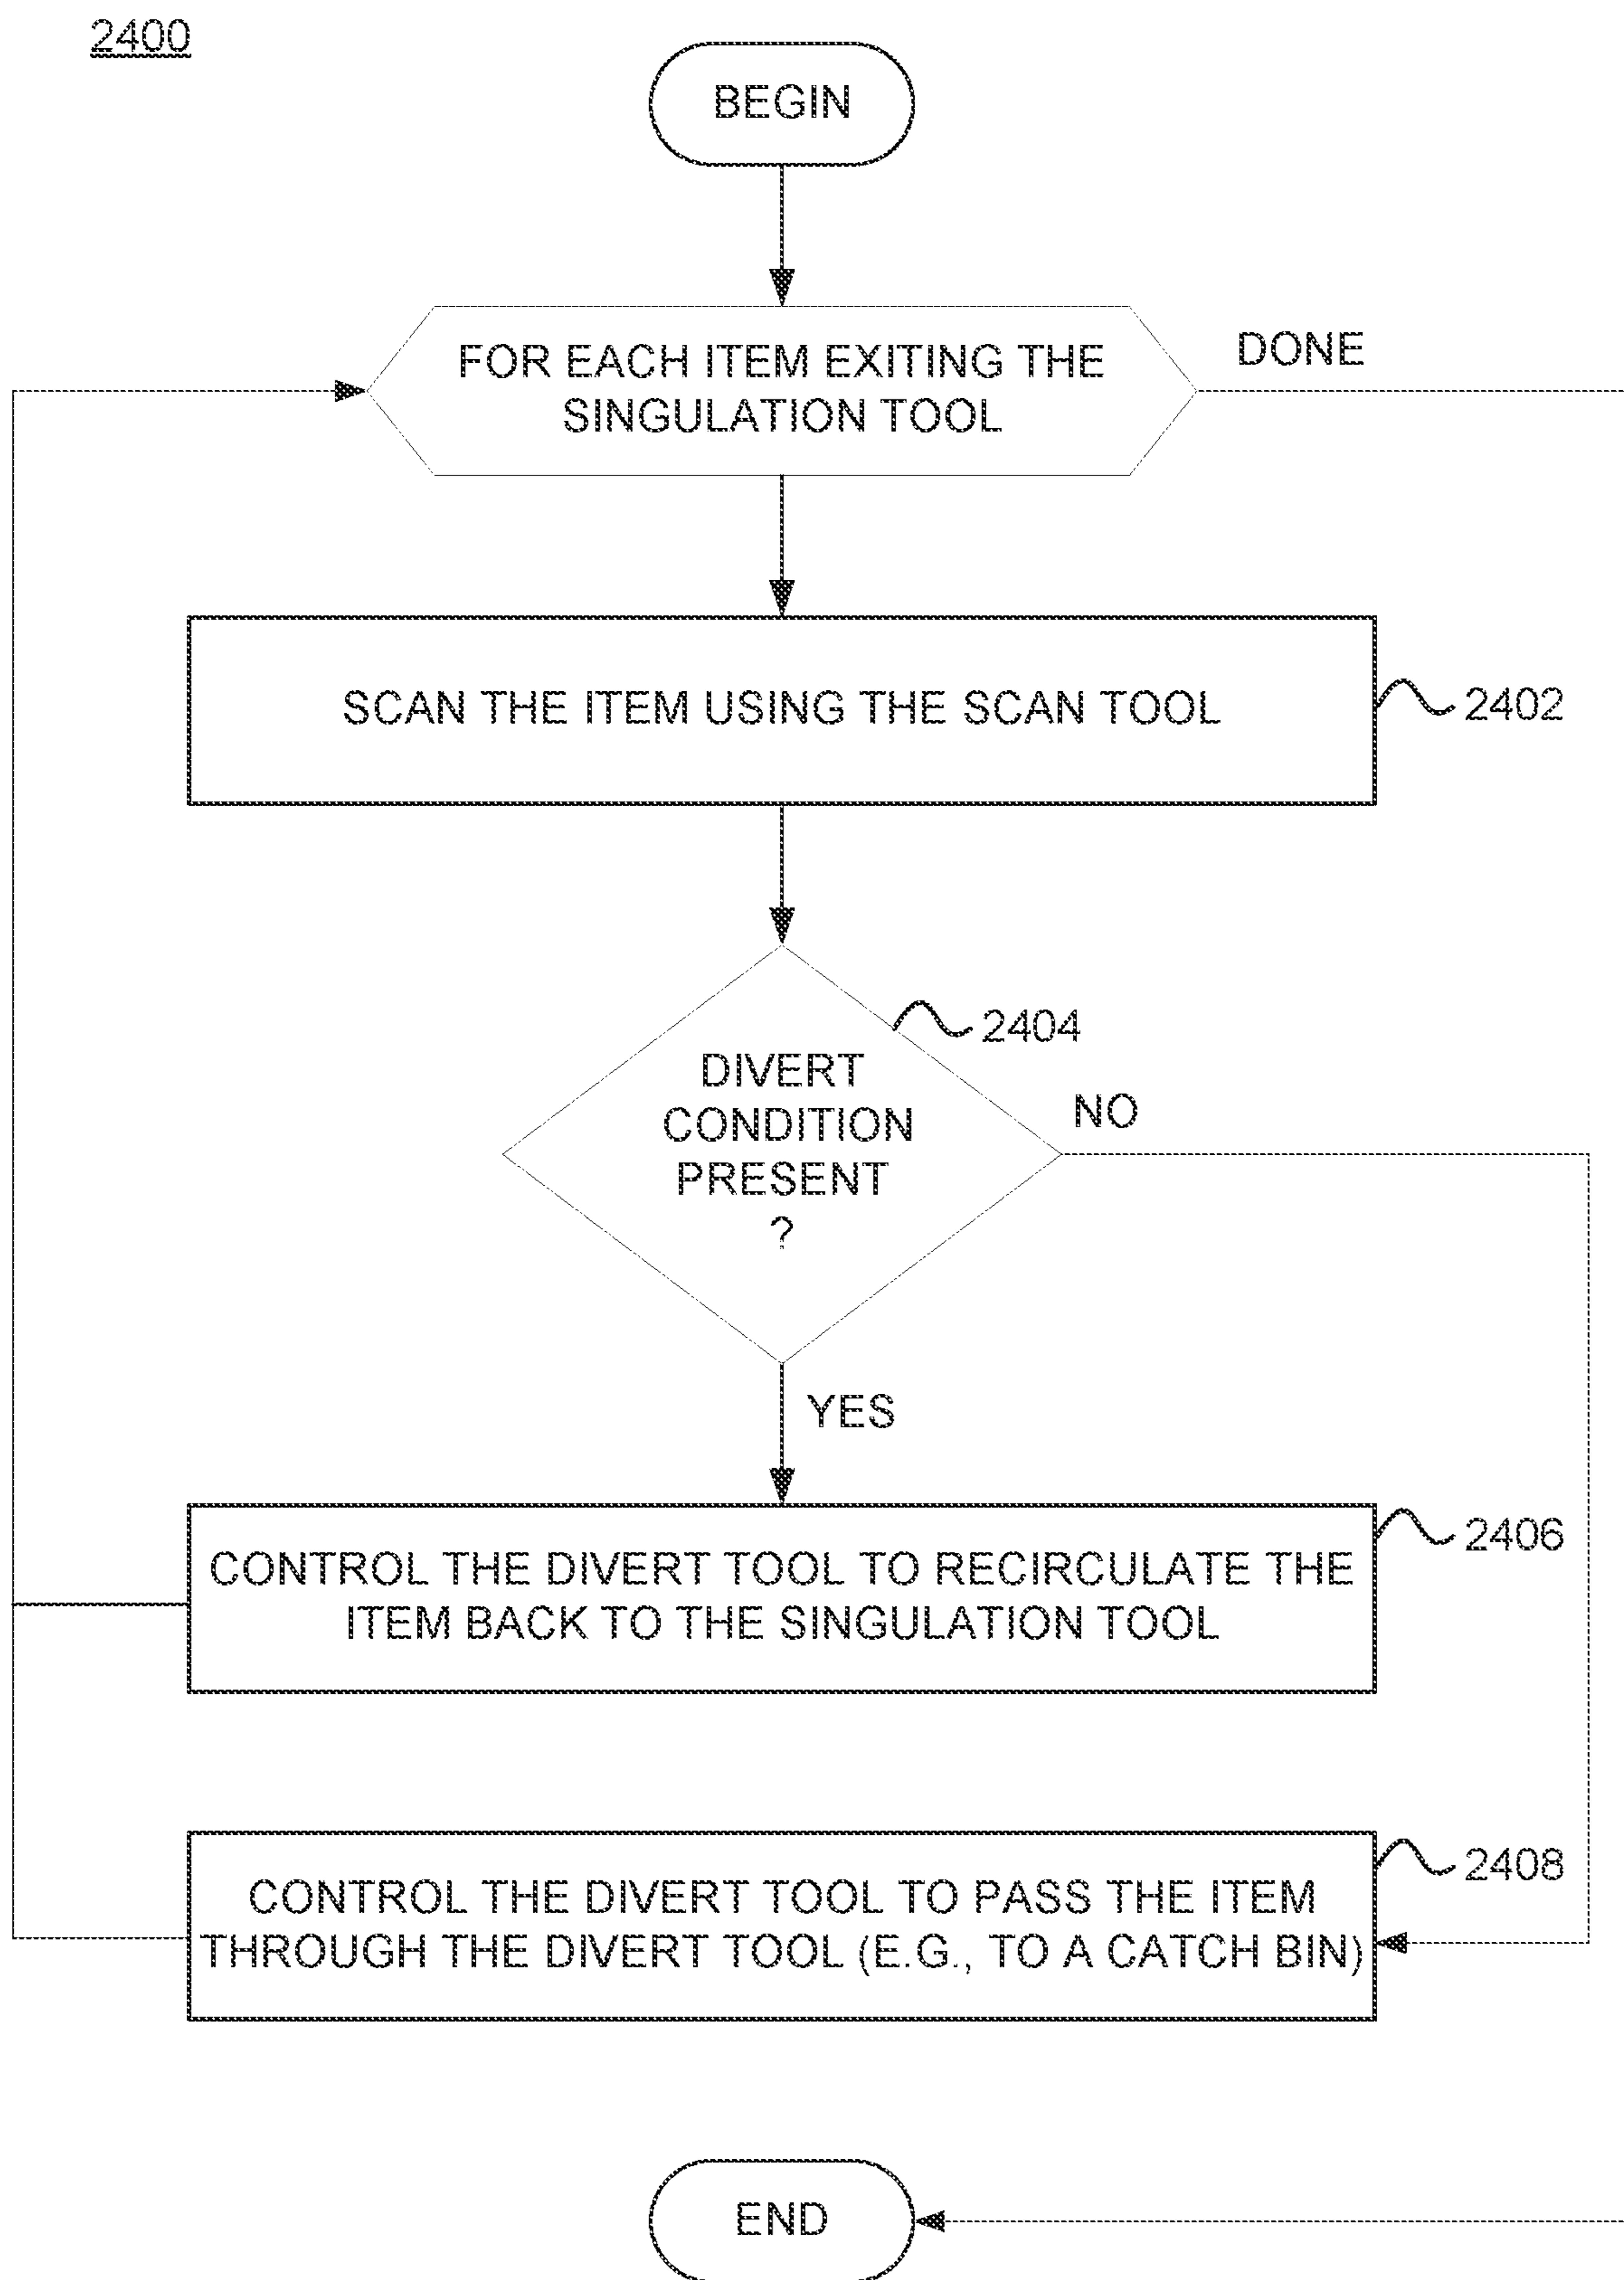 2400
BEGIN
FOR EACH ITEM EXITING THE
SINGULATION TOOL
DONE
SCAN THE ITEM USING THE SCAN TOOL
2402
2404
DIVERT
CONDITION
PRESENT
?
NO
YES
CONTROL THE DIVERT TOOL TO RECIRCULATE THE
ITEM BACK TO THE SINGULATION TOOL
2406
CONTROL THE DIVERT TOOL TO PASS THE ITEM
THROUGH THE DIVERT TOOL (E.G., TO A CATCH BIN)
2408
END